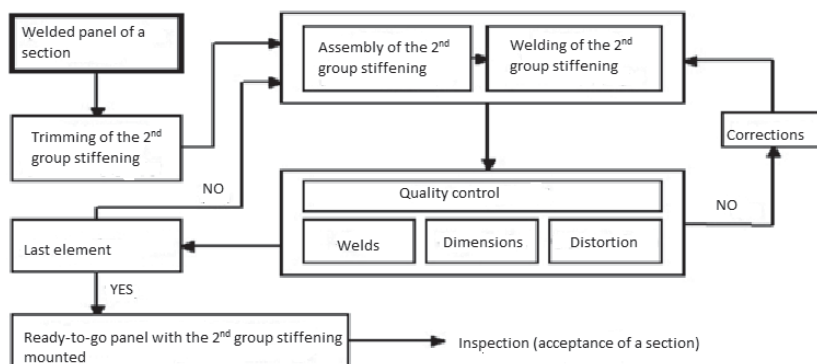 Welded panel of a
section
Assembly of the 2nd
group stiffening
Welding of the 2nd
group stiffening
Trimming of the 2nd
group stiffening
Corrections
NO
Quality control
NO
Welds
Dimensions
Distortion
Last element
YES
Ready-to-go panel with the 2nd group stiffening
mounted
Inspection (acceptance of a section)